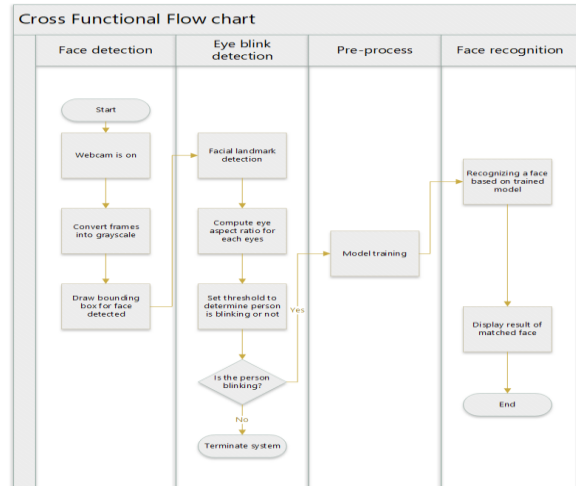 Cross Functional Flow chart
Face detection
Eye blink
detection
Pre-process
Face recognition
Start
Webcam is on
Convert frames
into grayscale
Draw bounding
box for face
detected
Facial landmark
detection
Compute eye
aspect ratio for
each eyes
Set threshold to
determine person
is blinking or not
Is the person
blinking?
Yes
No
Terminate system
Model training
Recognizing a face
based on trained
model
Display result of
matched face
End